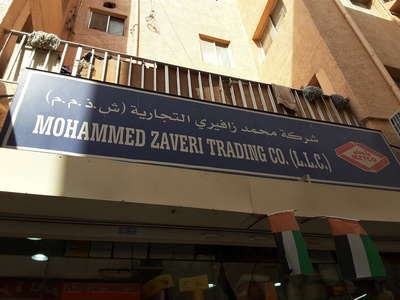 شركة محمد زافيري التجارية (ش.ذ.م.م)
MOHAMMED ZAVERI TRADING CO. (L.L.C.)